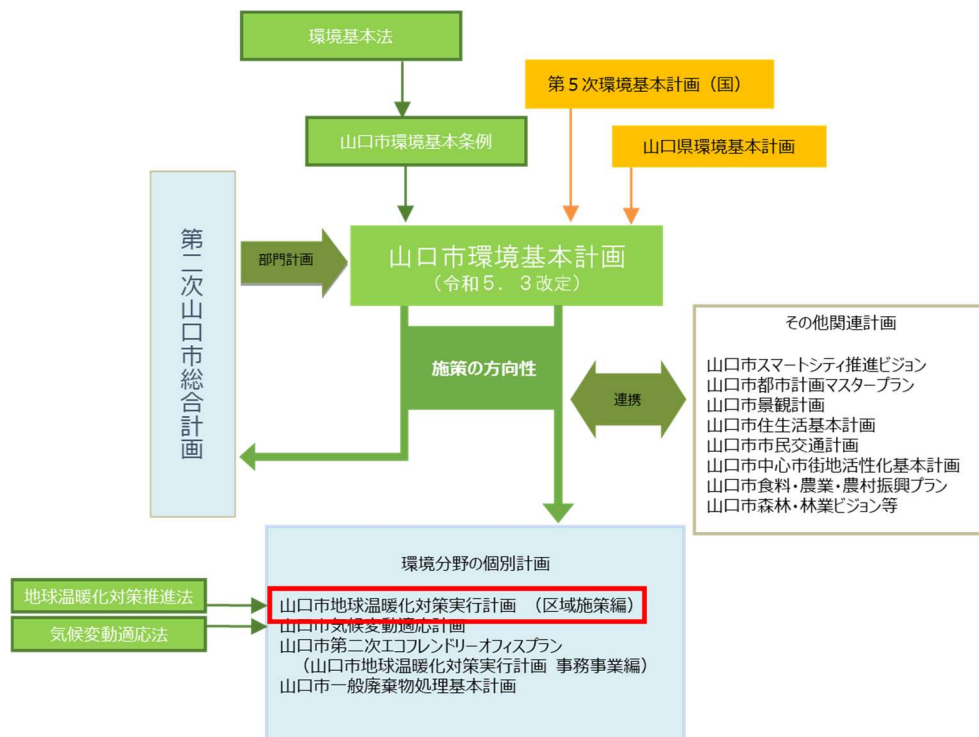 環境基本法
第５次環境基本計画（国）
山口市環境基本条例
山口県環境基本計画
第二次山口市総合計画
部門計画
山口市環境基本計画
（令和５．３改定）
施策の方向性
連携
その他関連計画
山口市スマートシティ推進ビジョン
山口市都市計画マスタープラン
山口市景観計画
山口市住生活基本計画
山口市市民交通計画
山口市中心市街地活性化基本計画
山口市食料・農業・農村振興プラン
山口市森林・林業ビジョン等
環境分野の個別計画
地球温暖化対策推進法
気候変動適応法
山口市地球温暖化対策実行計画 （区域施策編）
山口市気候変動適応計画
山口市第二次エコフレンドリーオフィスプラン
（山口市地球温暖化対策実行計画 事務事業編）
山口市一般廃棄物処理基本計画